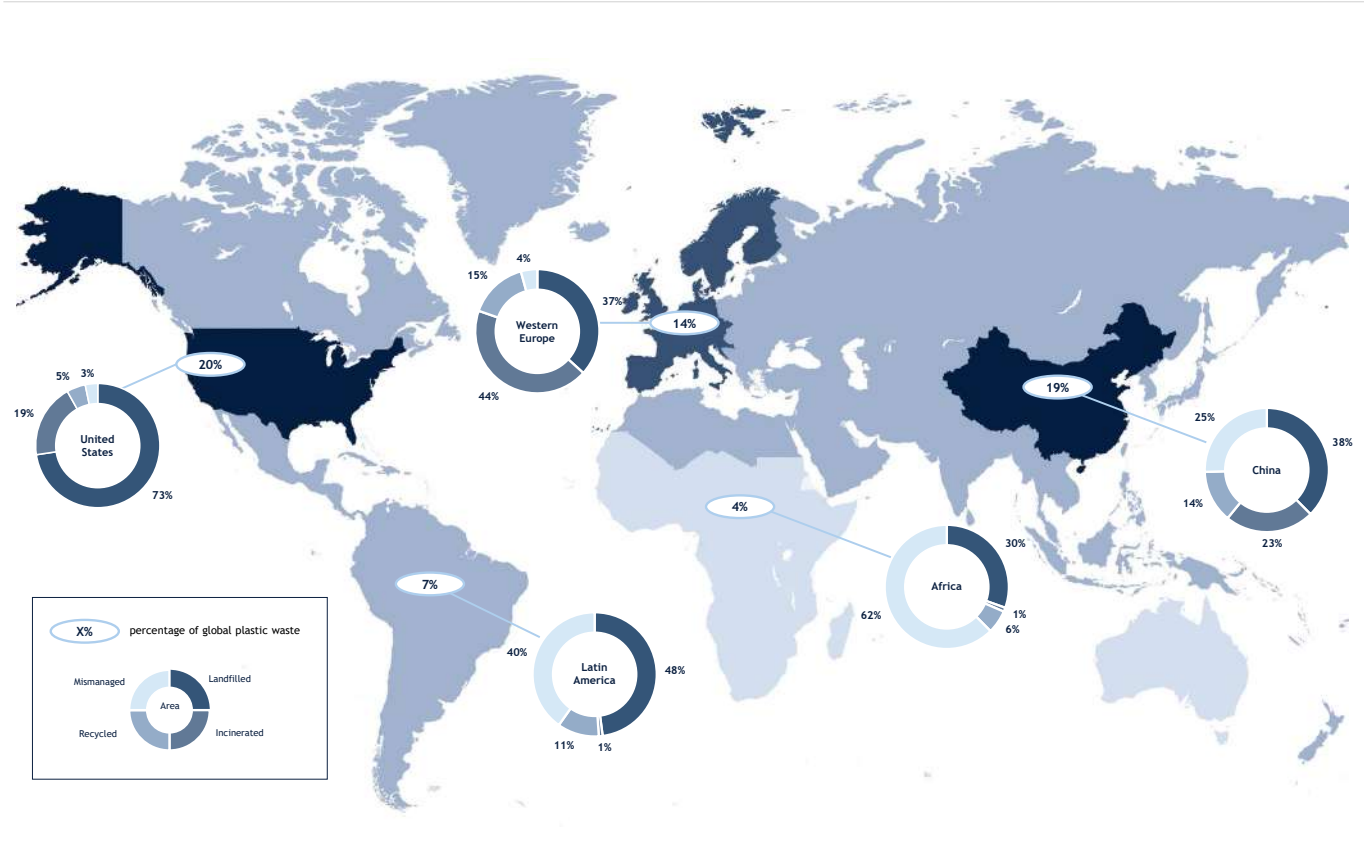 4%
15%
37%
Western
Europe
14%
44%
20%
5%
3%
19%
United
States
73%
19%
25%
38%
China
14%
23%
4%
30%
Africa
1%
6%
62%
7%
40%
Latin
America
48%
11%
1%
X%
percentage of global plastic waste
Mismanaged
Landfilled
Area
Recycled
Incinerated